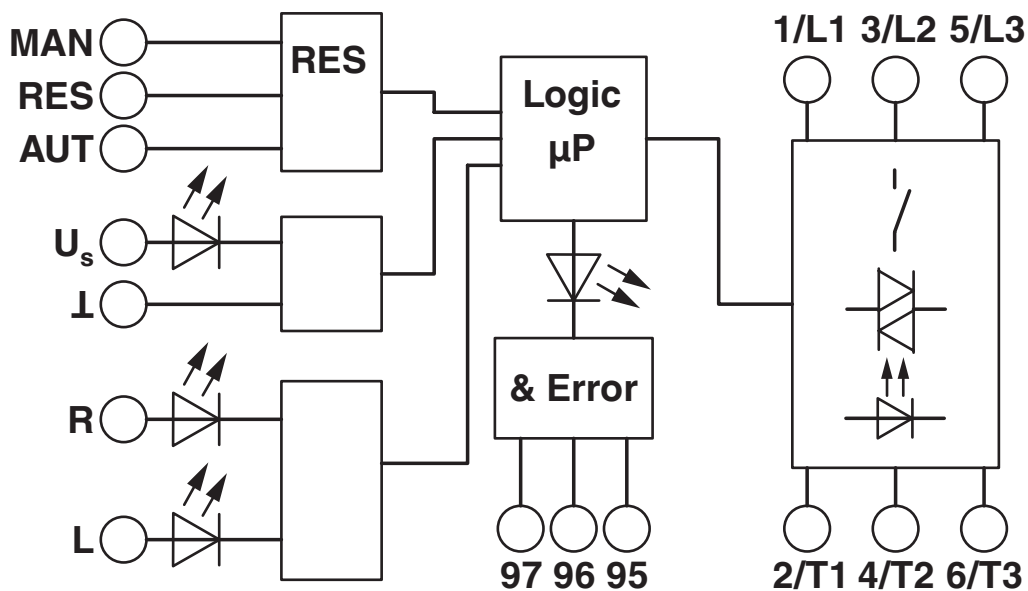 MAN
RES
AUT
RES
Us
⊥
R
L
Logic
µP
& Error
97 96 95
1/L1 3/L2 5/L3
2/T1 4/T2 6/T3